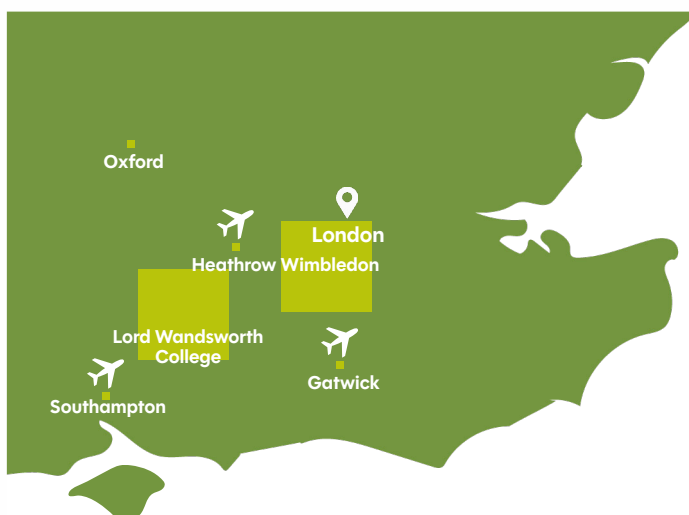 Oxford
London
Heathrow
Wimbledon
Lord Wandsworth
College
Gatwick
Southampton